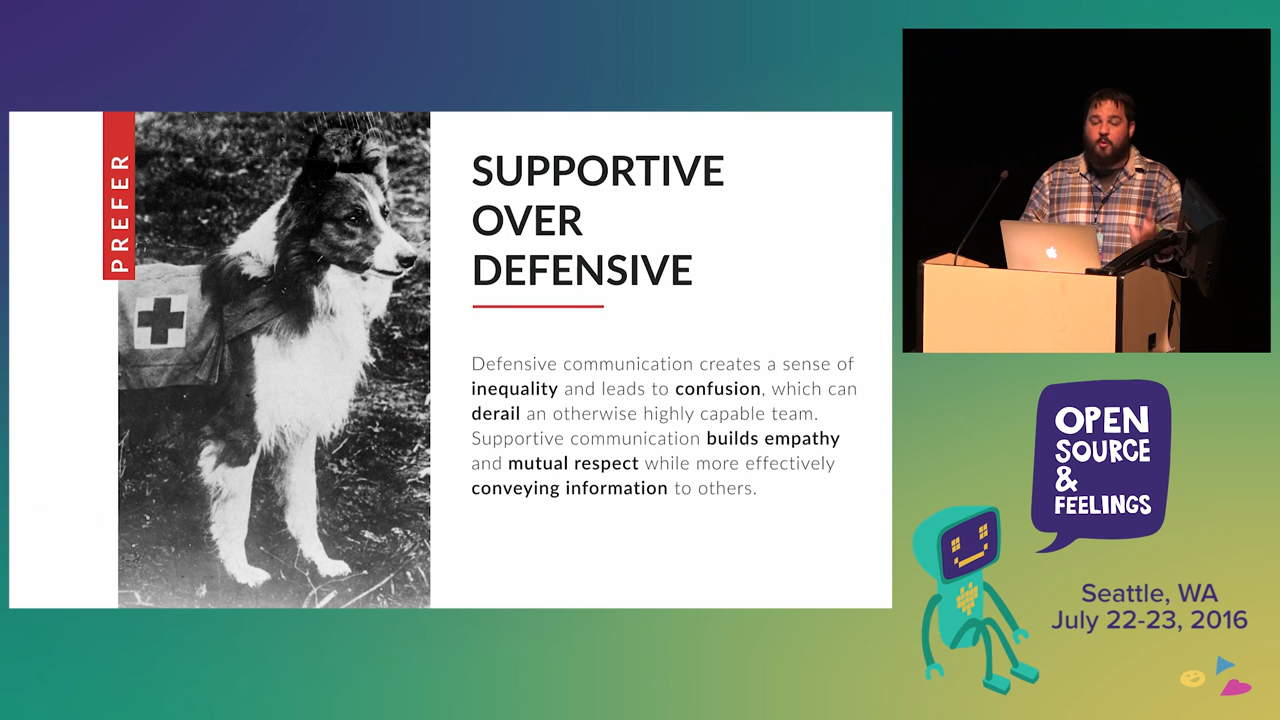 PREFER
SUPPORTIVE
OVER
DEFENSIVE
Defensive communication creates a sense of
inequality and leads to confusion, which can
derail an otherwise highly capable team.
Supportive communication builds empathy
and mutual respect while more effectively
conveying information to others.
OPEN
SOURCE
&
FEELINGS
Seattle, WA
July 22-23, 2016